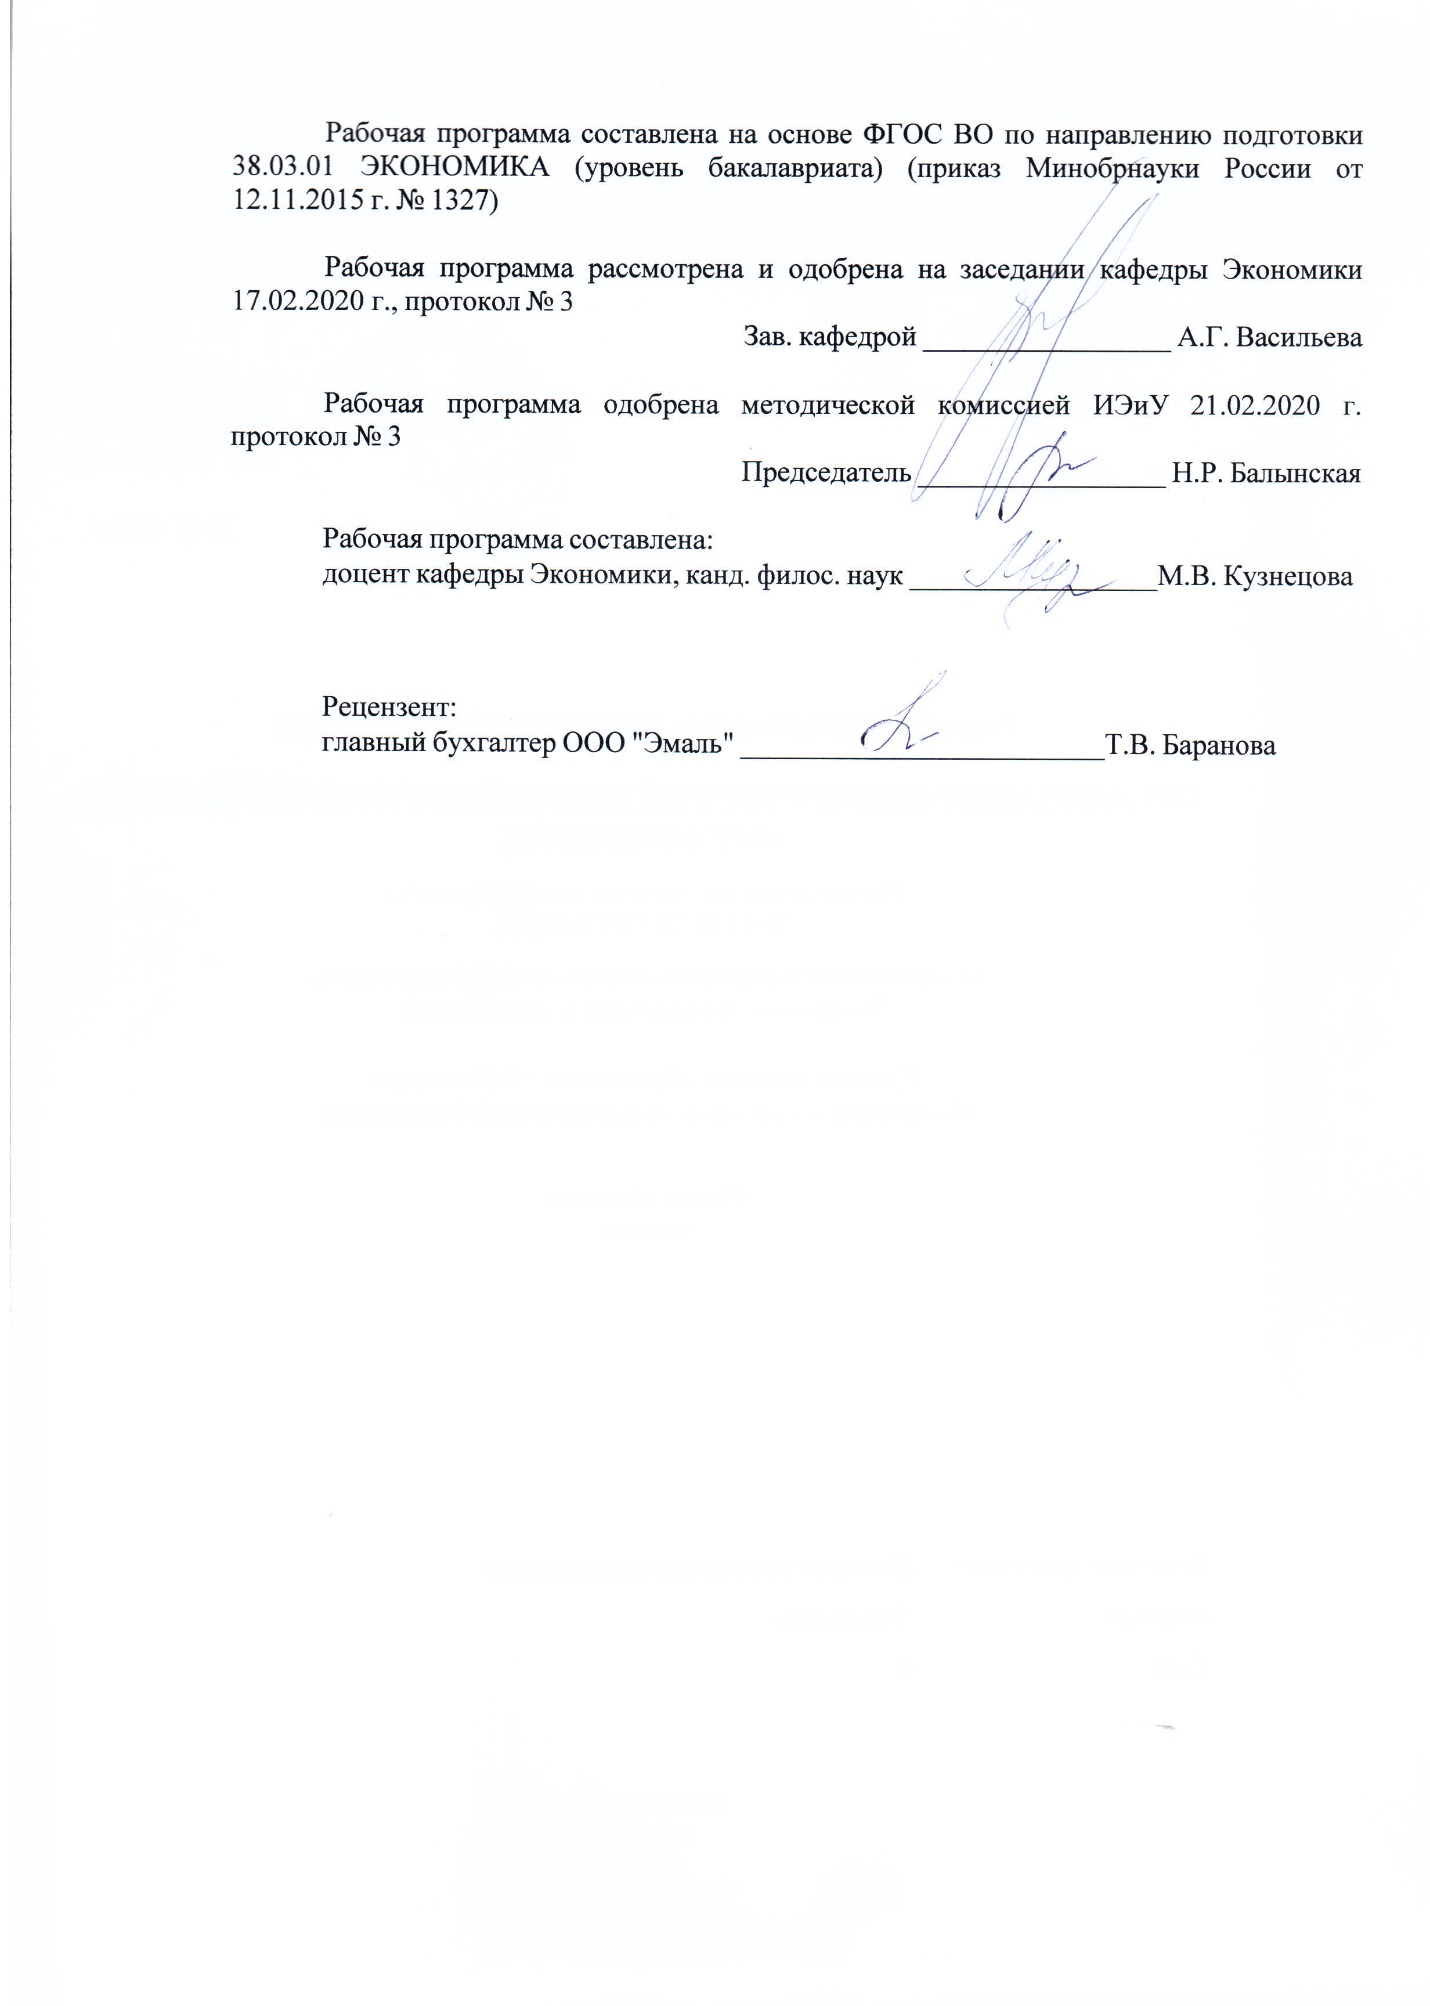 Рабочая программа составлена на основе ФГОС ВО по направлению подготовки
38.03.01 ЭКОНОМИКА (уровень бакалавриата) (приказ Минобрнауки России от
12.11.2015 г. № 1327)
Рабочая программа рассмотрена и одобрена на заседании кафедры Экономики
17.02.2020 г., протокол № 3
Зав. кафедрой _________________ А.Г. Васильева
Рабочая программа одобрена методической комиссией ИЭиУ 21.02.2020 г.
протокол № 3
Председатель _________________ Н.Р. Балынская
Рабочая программа составлена:
доцент кафедры Экономики, канд. филос. наук _________________М.В. Кузнецова
Рецензент:
главный бухгалтер ООО "Эмаль" _________________________Т.В. Баранова